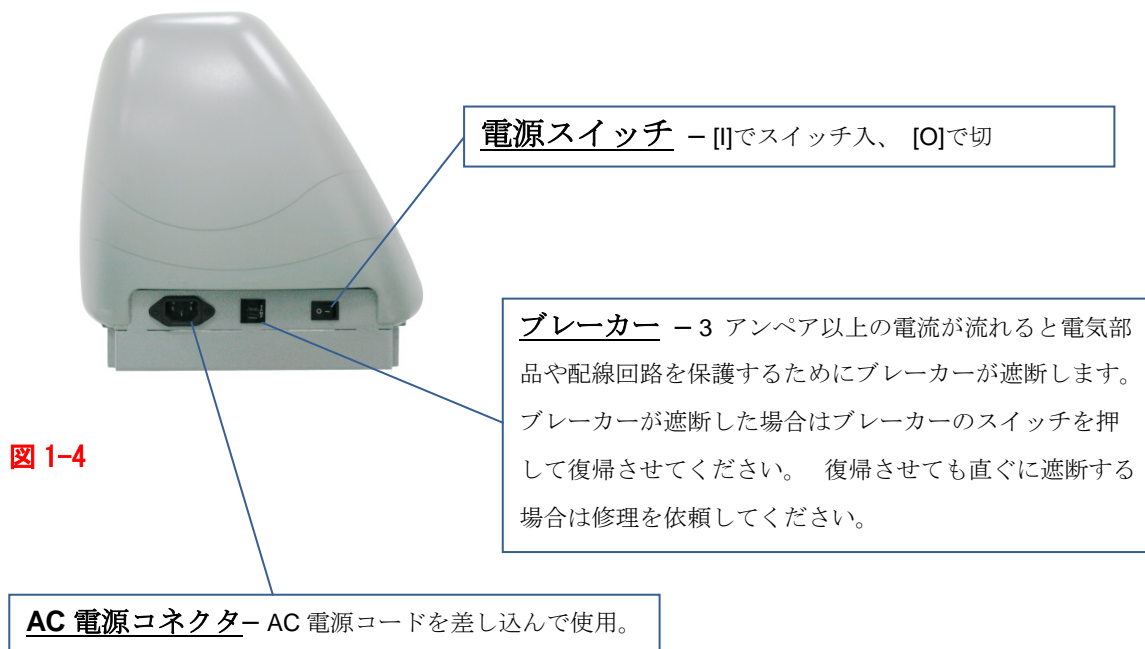 電源スイッチ – [I]でスイッチ入、 [O]で切
ブレーカー – 3 アンペア以上の電流が流れると電気部
品や配線回路を保護するためにブレーカーが遮断します。
ブレーカーが遮断した場合はブレーカーのスイッチを押
して復帰させてください。 復帰させても直ぐに遮断する
場合は修理を依頼してください。
図 1-4
AC 電源コネクタ– AC 電源コードを差し込んで使用。